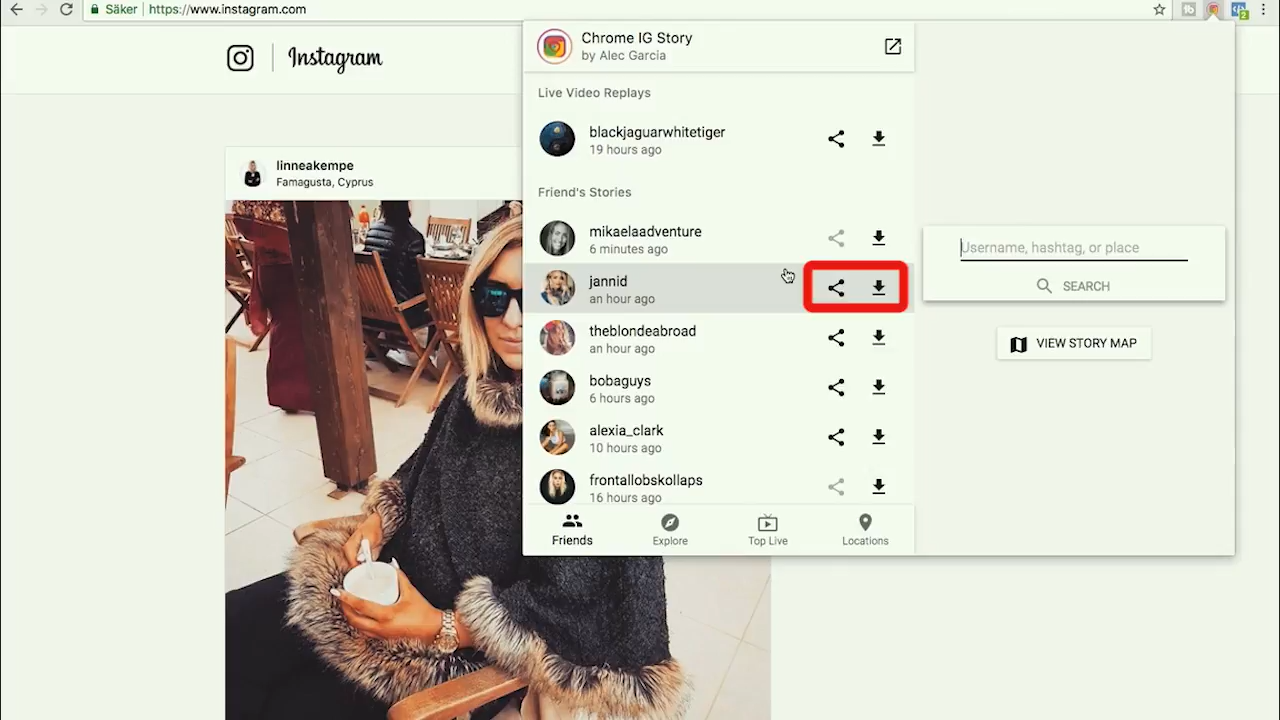 Säker https://www.instagram.com
2
Instagram
linneakempe
Famagusta, Cyprus
Chrome IG Story
by Alec Garcia
Live Video Replays
blackjaguarwhitetiger
19 hours ago
Friend's Stories
mikaelaadventure
6 minutes ago
jannid
an hour ago
theblondeabroad
an hour ago
bobaguys
6 hours ago
alexia_clark
10 hours ago
frontallobskollaps
16 hours ago
Friends
Explore
Top Live
Locations
Username, hashtag, or place
SEARCH
VIEW STORY MAP